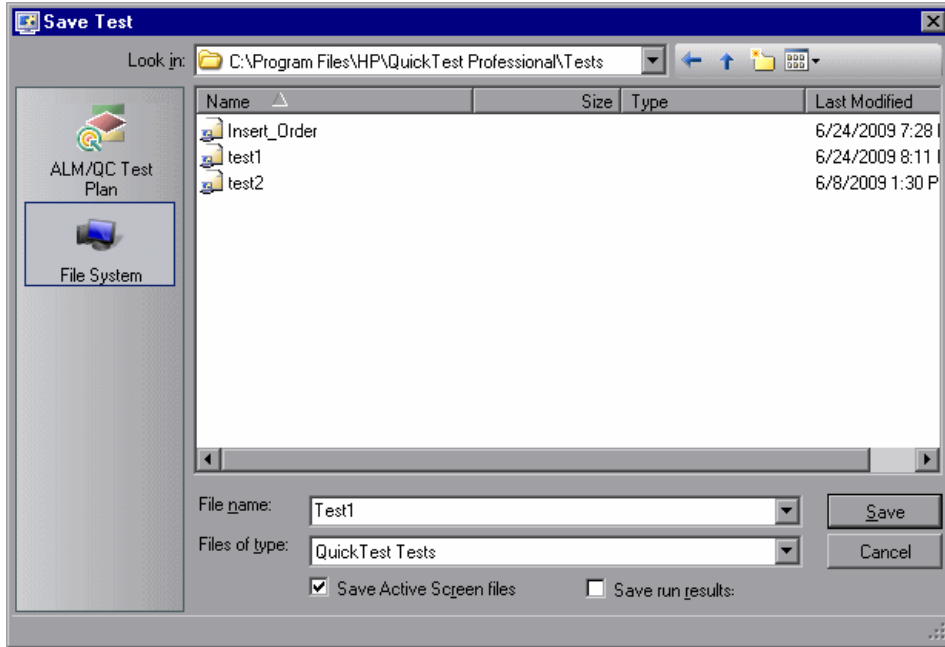 Save Test
Look in: C:\Program Files\HP\QuickTest Professional\Tests
ALM/QC Test
Plan
File System
Name Size Type Last Modified
Insert_Order 6/24/2009 7:28
test1 6/24/2009 8:11
test2 6/8/2009 1:30 P
File name: Test1 Save
Files of type: QuickTest Tests Cancel
Save Active Screen files Save run results: